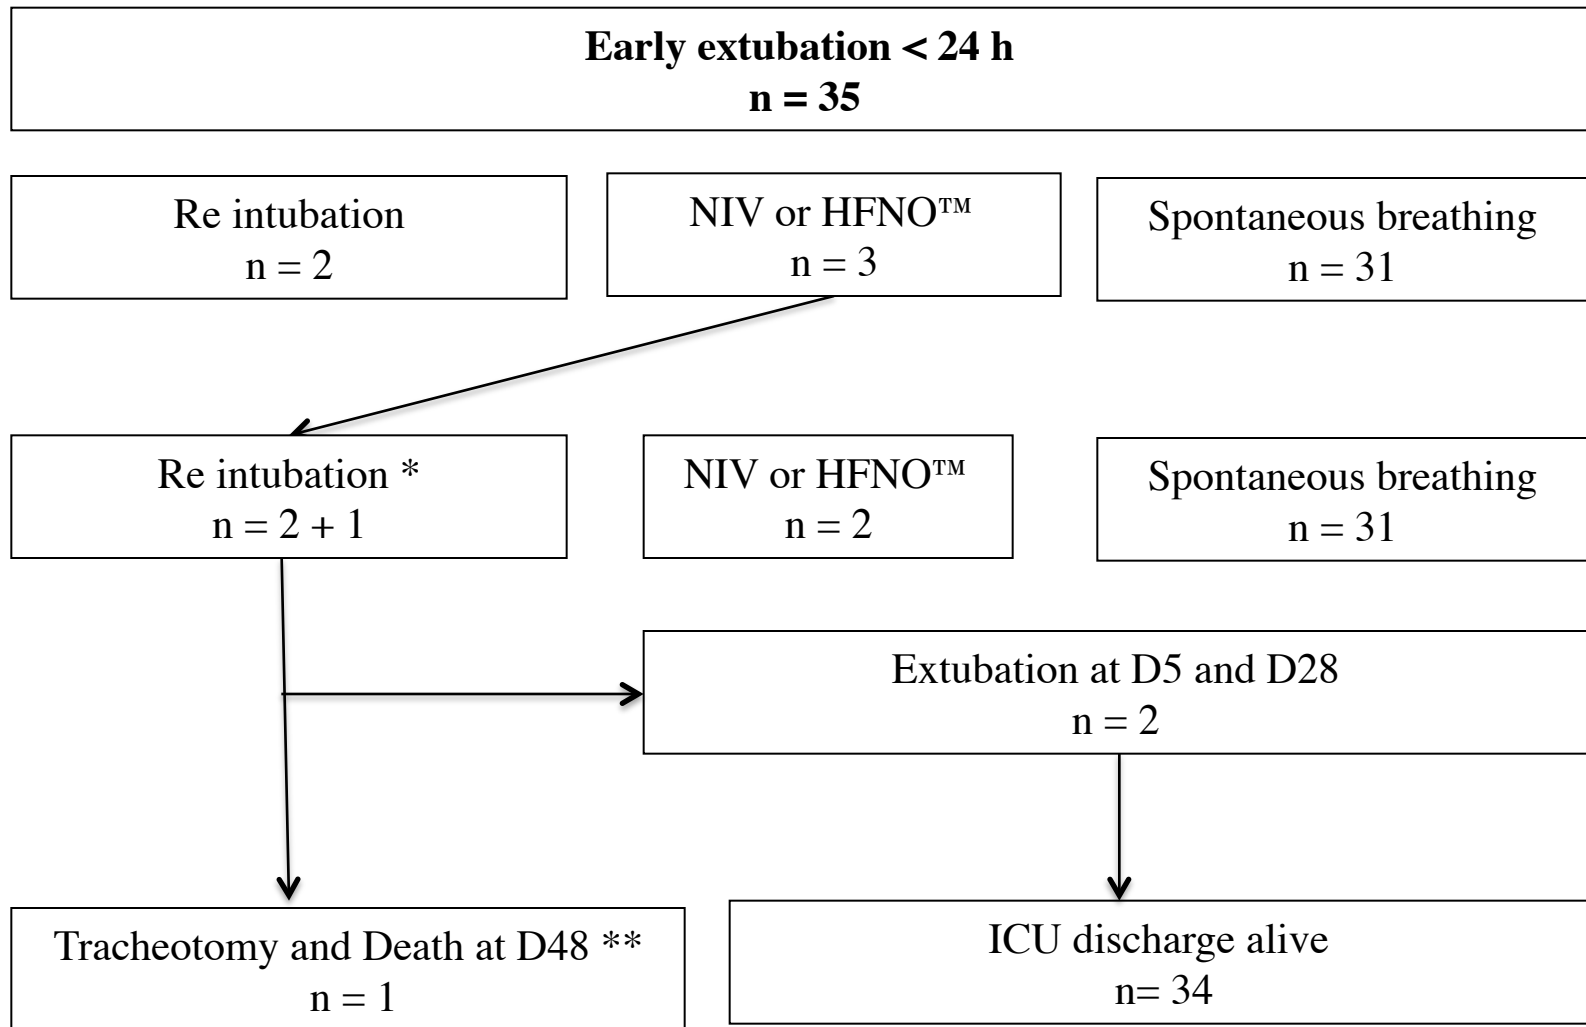 Early extubation < 24 h
n = 35
Re intubation
n = 2
NIV or HFNO™
n = 3
Spontaneous breathing
n = 31
Re intubation *
n = 2 + 1
NIV or HFNO™
n = 2
Spontaneous breathing
n = 31
Extubation at D5 and D28
n = 2
Tracheotomy and Death at D48 **
n = 1
ICU discharge alive
n= 34